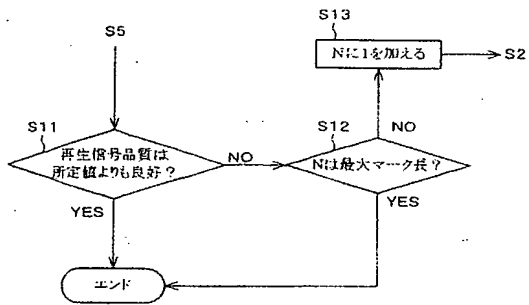 S13
S5
Nに1を加える
S2
S11
S12
NO
再生信号品質は
所定値よりも良好？
NO
Nは最大マーク長？
YES
YES
エンド